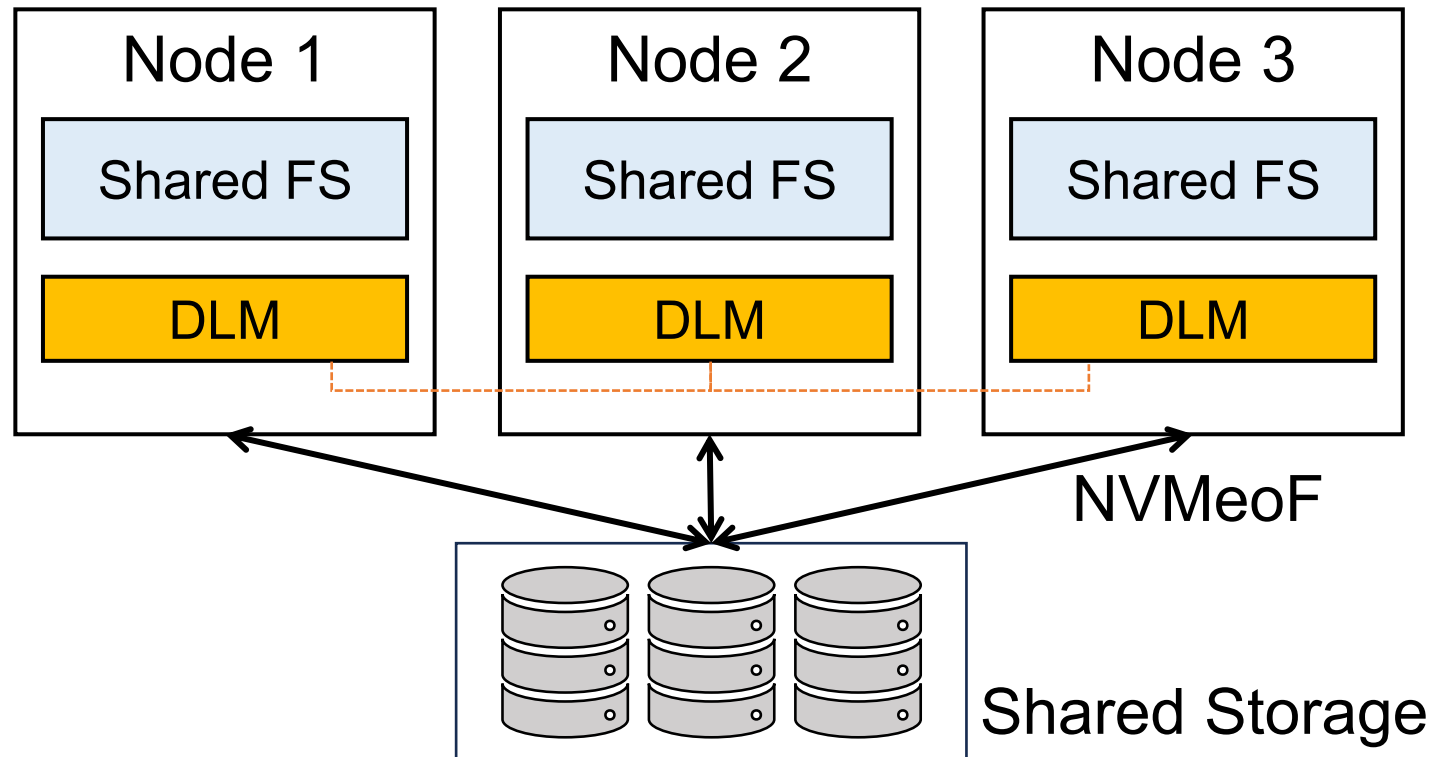 Node 1
Node 2
Node 3
Shared FS
Shared FS
Shared FS
DLM
DLM
DLM
NVMeoF
Shared Storage